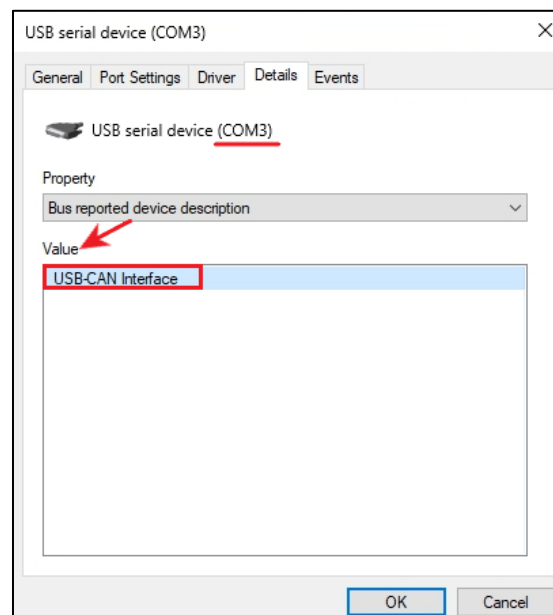 USB serial device (COM3)
General Port Settings Driver Details Events
USB serial device (COM3)
Property
Bus reported device description
Value
USB-CAN Interface
OK Cancel